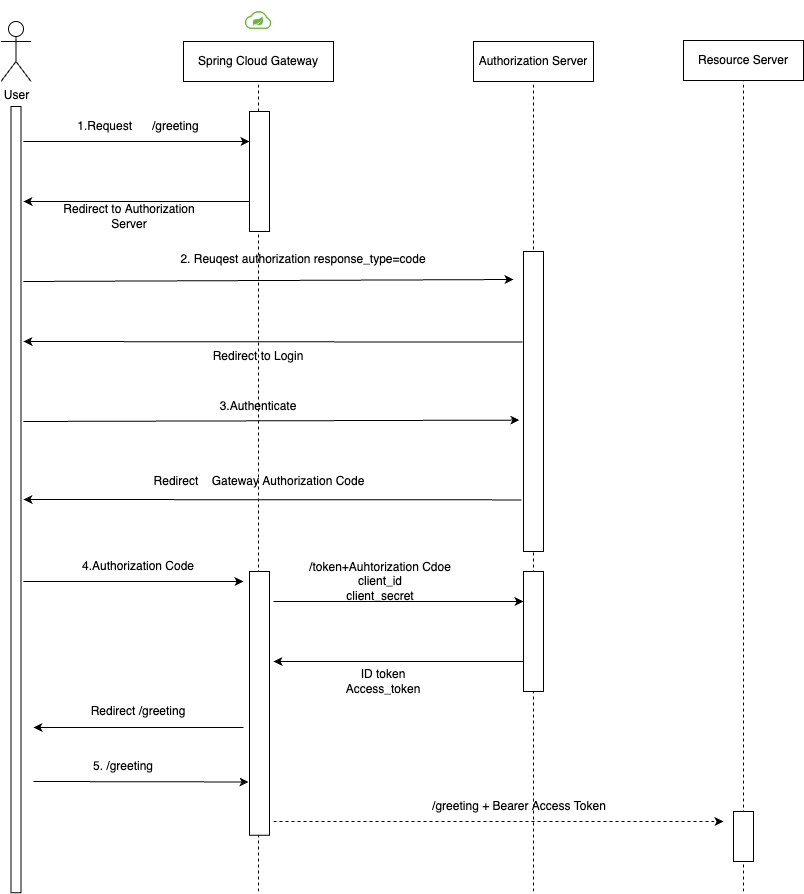 Spring Cloud Gateway
Authorization Server
Resource Server
User
1.Request /greeting
Redirect to Authorization
Server
2. Reuqest authorization response_type=code
Redirect to Login
3.Authenticate
Redirect Gateway Authorization Code
4.Authorization Code
/token+Auhtorization Cdoe
client_id
client_secret
ID token
Access_token
Redirect /greeting
5. /greeting
/greeting + Bearer Access Token